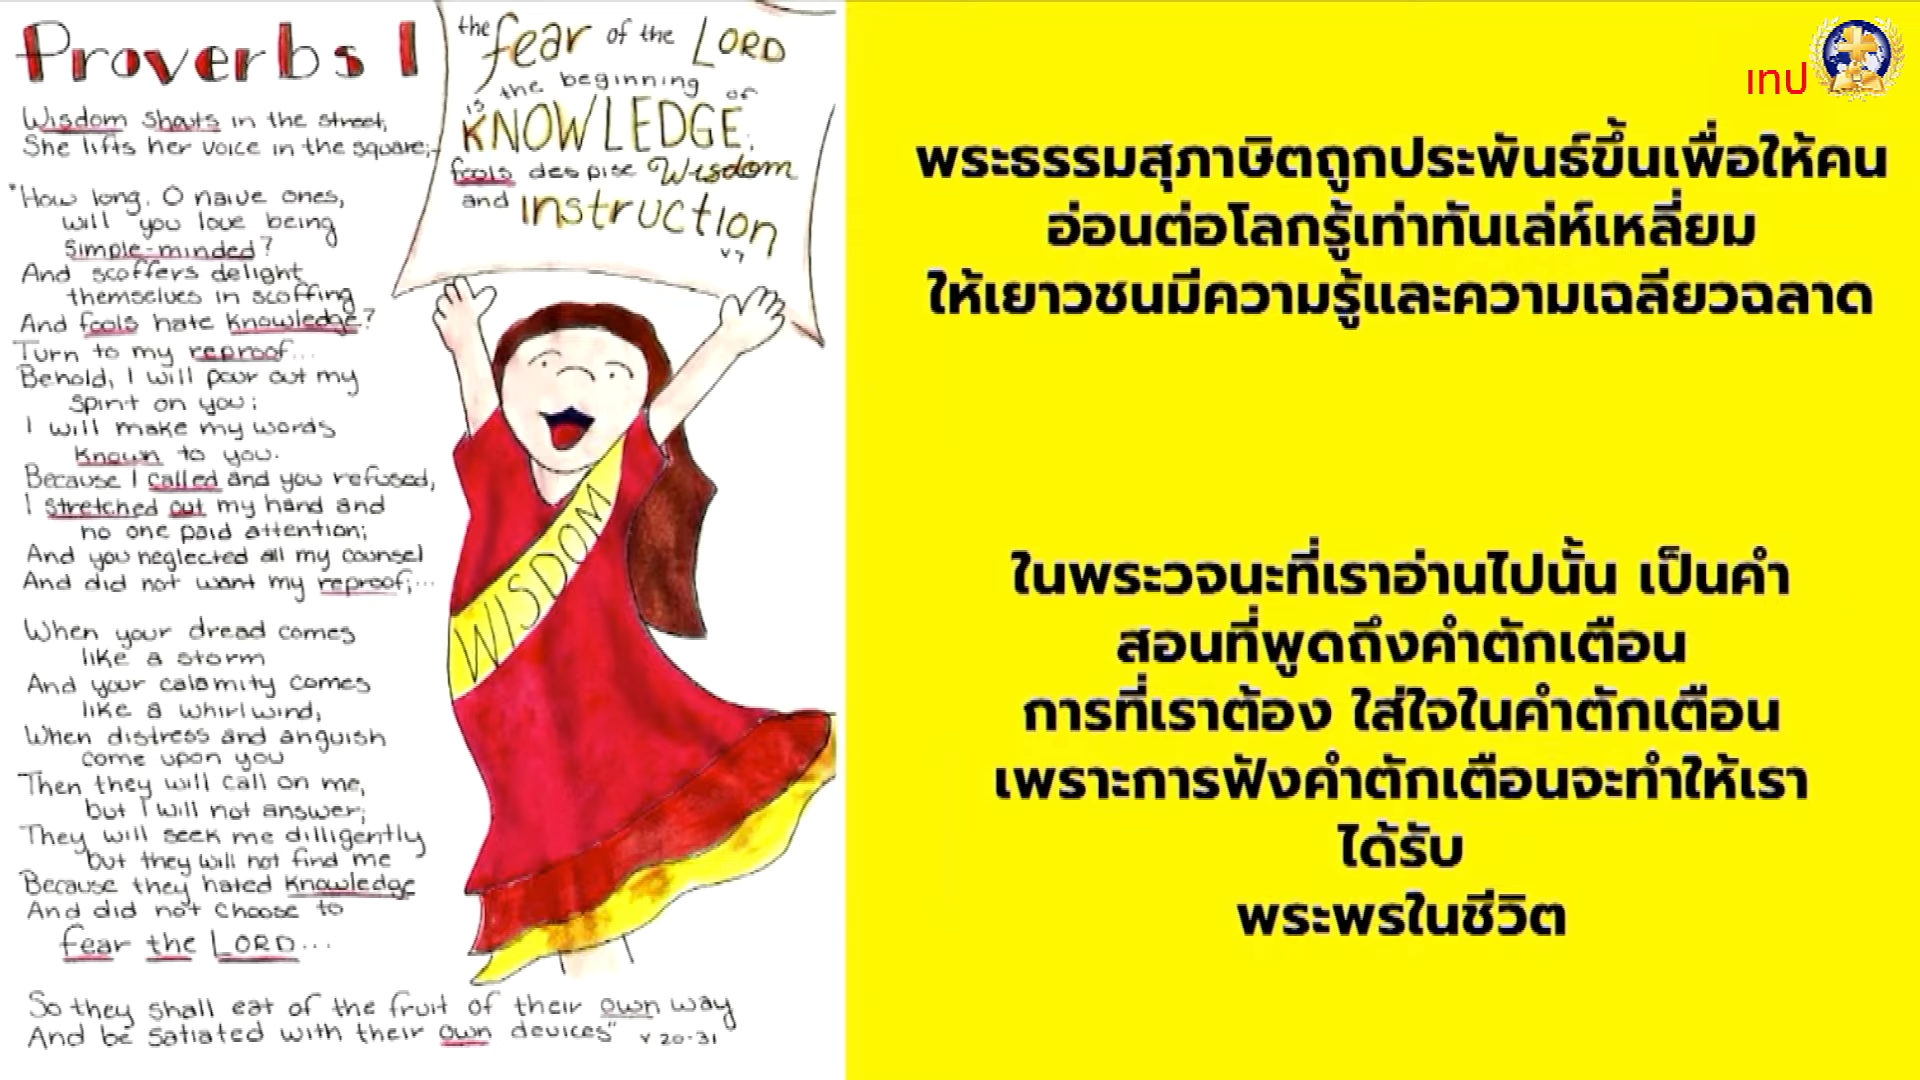 Proverbs 1
Wisdom shouts in the street,
She lifts her voice in the square;
"How long, O naive ones,
will you love being
simple-minded?
And scoffers delight
themselves in scoffing
And fools hate knowledge?
Turn to my reproof...
Behold, I will pour out my
spirit on you;
I will make my words
known to you.
Because I called and you refused,
I stretched out my hand and
no one paid attention;
And you neglected all my counsel
And did not want my reproof;...
When your dread comes
like a storm
And your calamity comes
like a whirlwind,
When distress and anguish
come upon you
Then they will call on me,
but I will not answer;
They will seek me dilligently
but they will not find me
Because they hated knowledge
And did not choose to
fear the LORD...
So they shall eat of the fruit of their own way
And be satiated with their own devices" v 20-31
the fear of the LORD
is the beginning of
KNOWLEDGE;
fools despise Wisdom
and instruction
v7
WISDOM
เทป
พระธรรมสุภาษิตถูกประพันธ์ขึ้นเพื่อให้คน
อ่อนต่อโลกรู้เท่าทันเล่ห์เหลี่ยม
ให้เยาวชนมีความรู้และความเฉลียวฉลาด
ในพระวจนะที่เราอ่านไปนั้น เป็นคำ
สอนที่พูดถึงคำตักเตือน
การที่เราต้อง ใส่ใจในคำตักเตือน
เพราะการฟังคำตักเตือนจะทำให้เรา
ได้รับ
พระพรในชีวิต